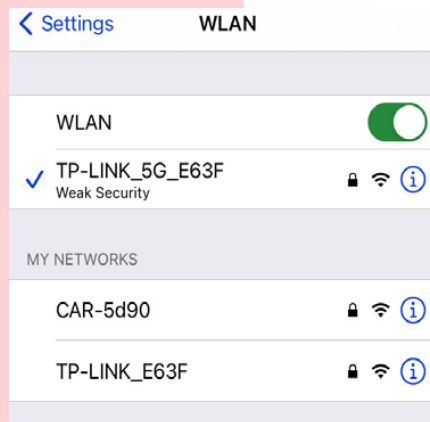 Settings
WLAN
WLAN
TP-LINK_5G_E63F
Weak Security
MY NETWORKS
CAR-5d90
TP-LINK_E63F